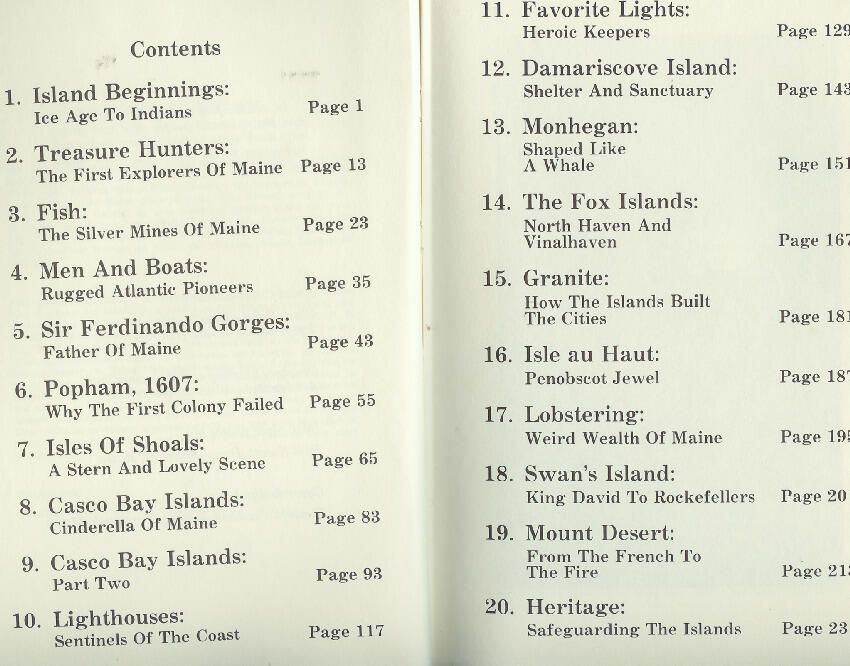 Contents
1. Island Beginnings:
Ice Age To Indians Page 1
2. Treasure Hunters:
The First Explorers Of Maine Page 13
3. Fish:
The Silver Mines Of Maine Page 23
4. Men And Boats:
Rugged Atlantic Pioneers Page 35
5. Sir Ferdinando Gorges:
Father Of Maine Page 43
6. Popham, 1607:
Why The First Colony Failed Page 55
7. Isles Of Shoals:
A Stern And Lovely Scene Page 65
8. Casco Bay Islands:
Cinderella Of Maine Page 83
9. Casco Bay Islands:
Part Two Page 93
10. Lighthouses:
Sentinels Of The Coast Page 117
11. Favorite Lights:
Heroic Keepers Page 129
12. Damariscove Island:
Shelter And Sanctuary Page 143
13. Monhegan:
Shaped Like
A Whale Page 151
14. The Fox Islands:
North Haven And
Vinalhaven Page 167
15. Granite:
How The Islands Built
The Cities Page 181
16. Isle au Haut:
Penobscot Jewel Page 187
17. Lobstering:
Weird Wealth Of Maine Page 195
18. Swan's Island:
King David To Rockefellers Page 20
19. Mount Desert:
From The French To
The Fire Page 213
20. Heritage:
Safeguarding The Islands Page 23